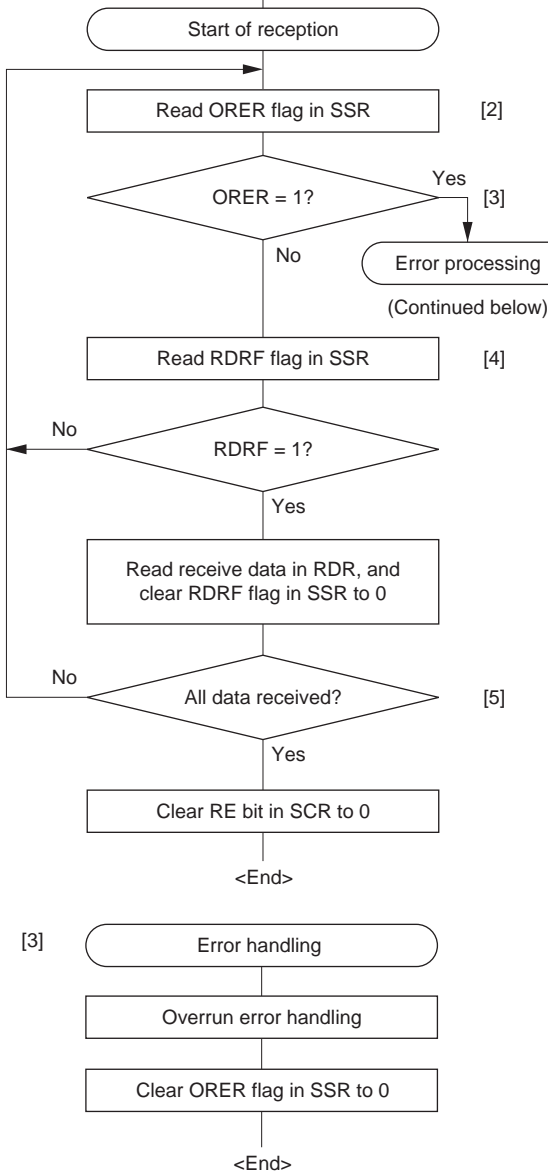 Start of reception
Read ORER flag in SSR
[2]
ORER = 1?
Yes
[3]
No
Error processing
(Continued below)
Read RDRF flag in SSR
[4]
No
RDRF = 1?
Yes
Read receive data in RDR, and
clear RDRF flag in SSR to 0
No
All data received?
[5]
Yes
Clear RE bit in SCR to 0
<End>
[3]
Error handling
Overrun error handling
Clear ORER flag in SSR to 0
<End>